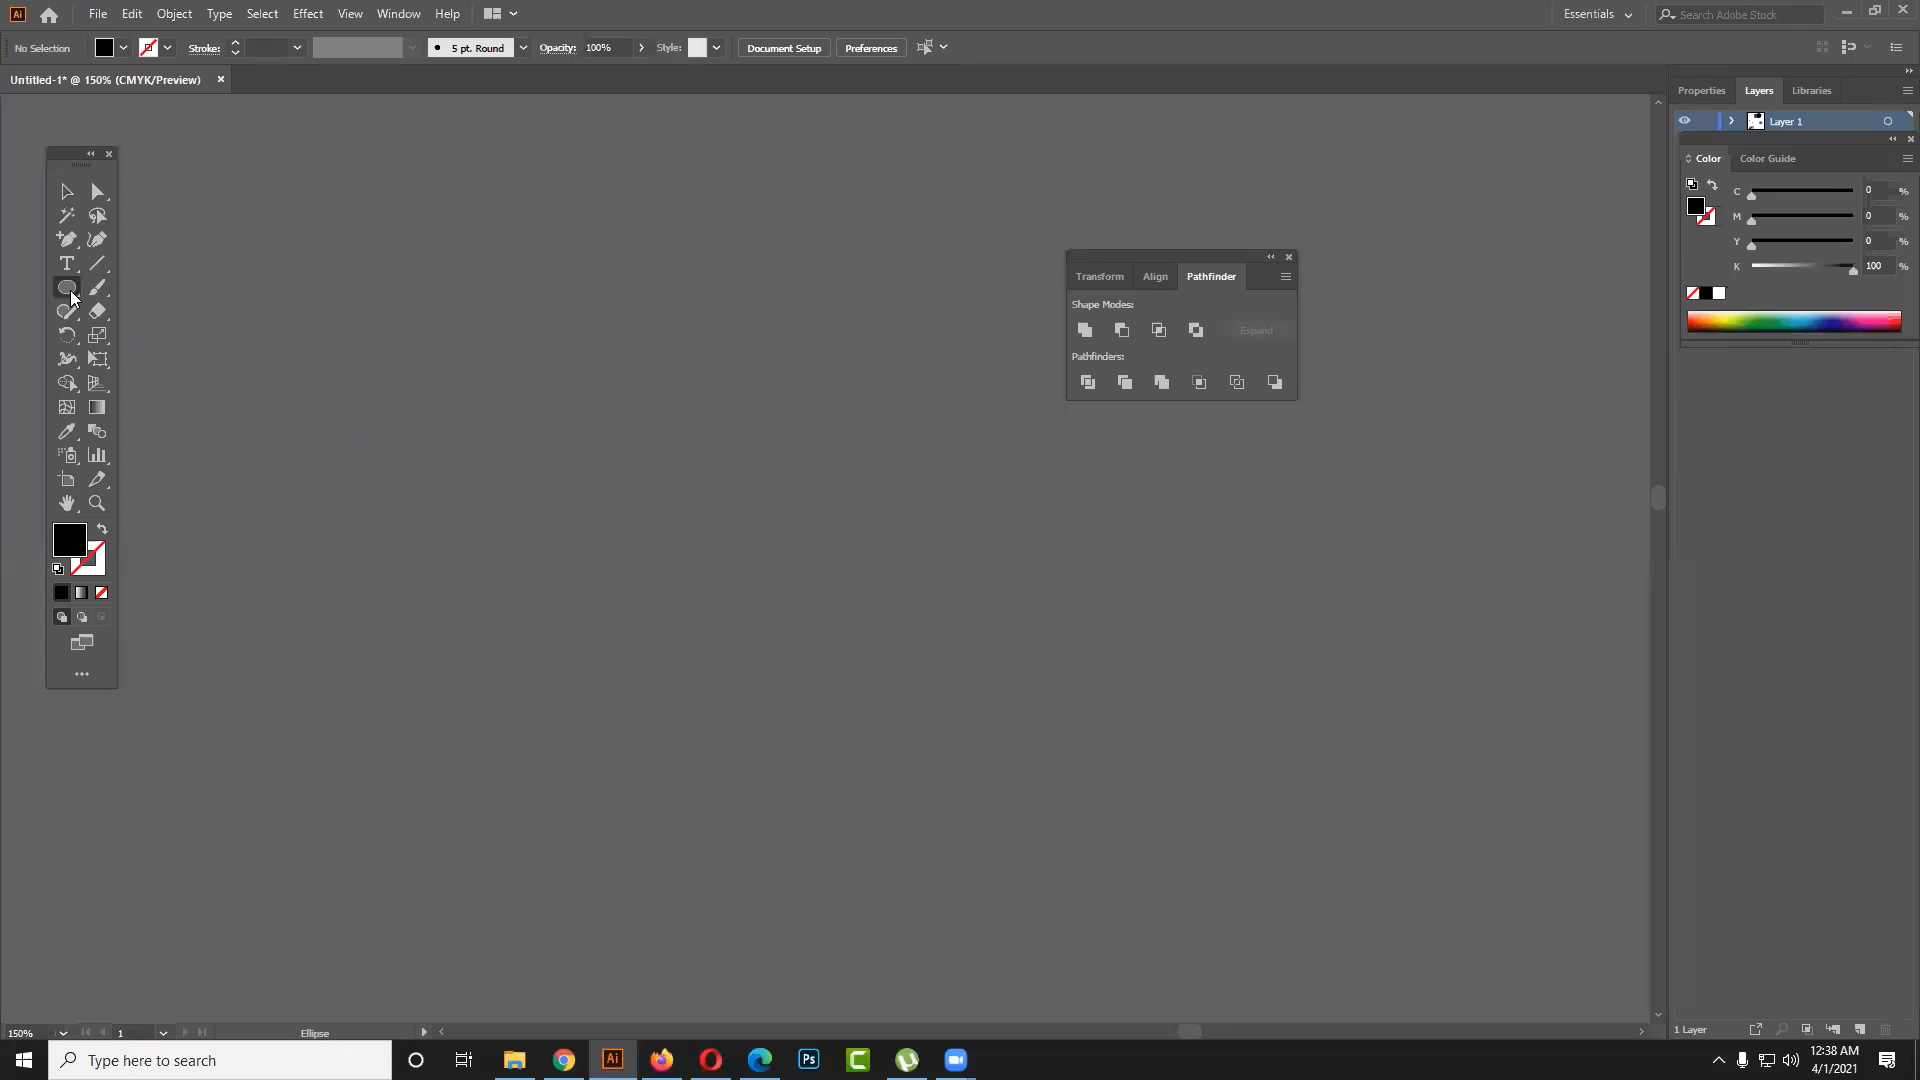 Ai File Edit Object Type Select Effect View Window Help Essentials Search Adobe Stock
No Selection Stroke: 5 pt. Round Opacity: 100% Style: Document Setup Preferences
Untitled-1* @ 150% (CMYK/Preview) ×
Properties Layers Libraries
Layer 1
Color Color Guide
C 0 %
M 0 %
Y 0 %
K 100 %
Transform Align Pathfinder
Shape Modes:
Expand
Pathfinders:
T
150% 1 Ellipse
1 Layer
Type here to search Ai Ps C 12:38 AM
4/1/2021